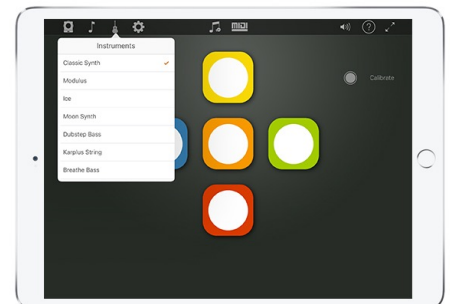 MIDI
?
Instruments
Classic Synth
Modulus
Ice
Moon Synth
Dubstep Bass
Karplus String
Breathe Bass
Calibrate